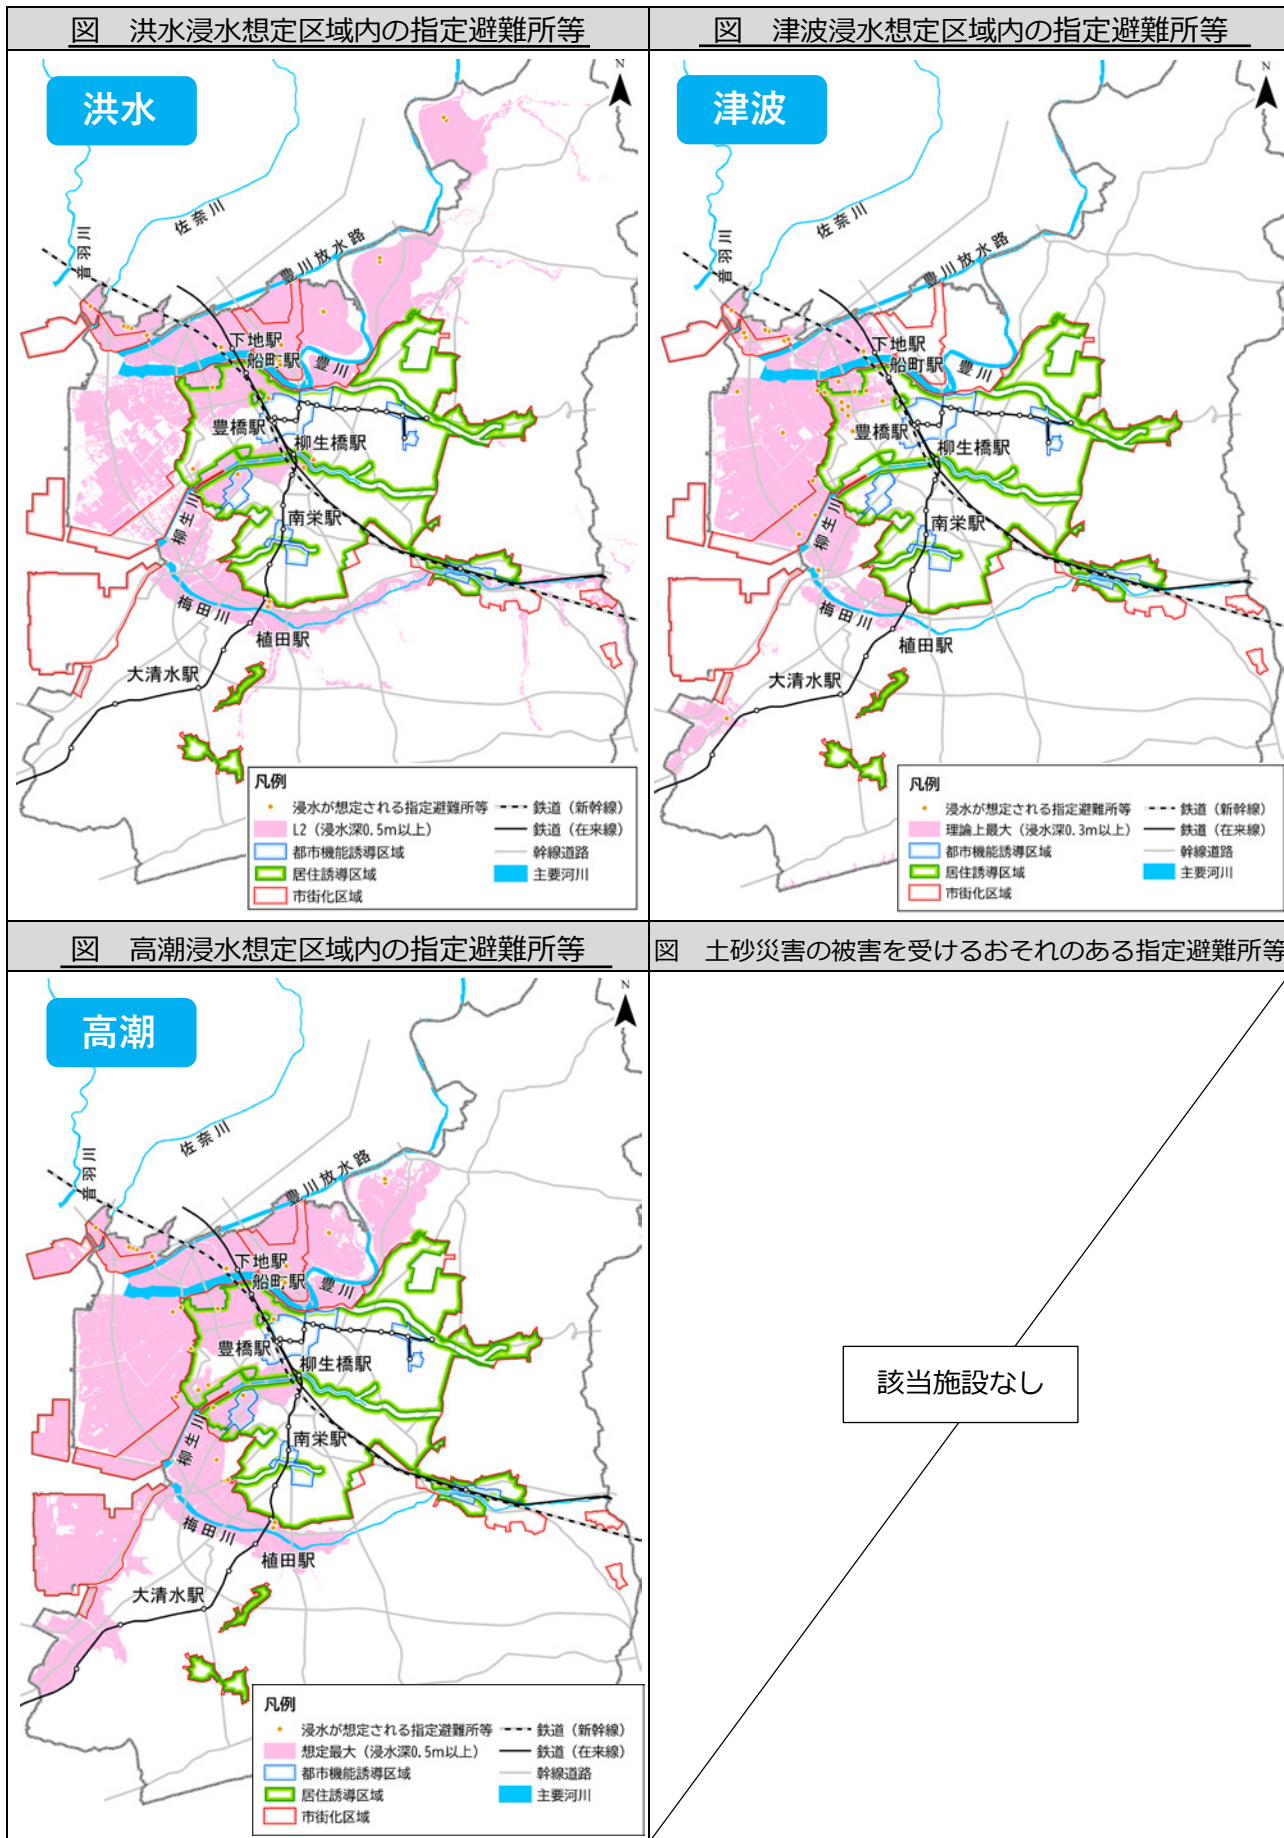 図　洪水浸水想定区域内の指定避難所等
洪水
N
佐奈川
音羽川
豊川放水路
下地駅
船町駅
豊川
豊橋駅
柳生橋駅
柳生川
南栄駅
梅田川
植田駅
大清水駅
凡例
浸水が想定される指定避難所等
L2（浸水深0.5m以上）
都市機能誘導区域
居住誘導区域
市街化区域
鉄道（新幹線）
鉄道（在来線）
幹線道路
主要河川
図　津波浸水想定区域内の指定避難所等
津波
N
佐奈川
音羽川
豊川放水路
下地駅
船町駅
豊川
豊橋駅
柳生橋駅
柳生川
南栄駅
梅田川
植田駅
大清水駅
凡例
浸水が想定される指定避難所等
理論上最大（浸水深0.3m以上）
都市機能誘導区域
居住誘導区域
市街化区域
鉄道（新幹線）
鉄道（在来線）
幹線道路
主要河川
図　高潮浸水想定区域内の指定避難所等
高潮
N
佐奈川
音羽川
豊川放水路
下地駅
船町駅
豊川
豊橋駅
柳生橋駅
柳生川
南栄駅
梅田川
植田駅
大清水駅
凡例
浸水が想定される指定避難所等
想定最大（浸水深0.5m以上）
都市機能誘導区域
居住誘導区域
市街化区域
鉄道（新幹線）
鉄道（在来線）
幹線道路
主要河川
図　土砂災害の被害を受けるおそれのある指定避難所等
該当施設なし